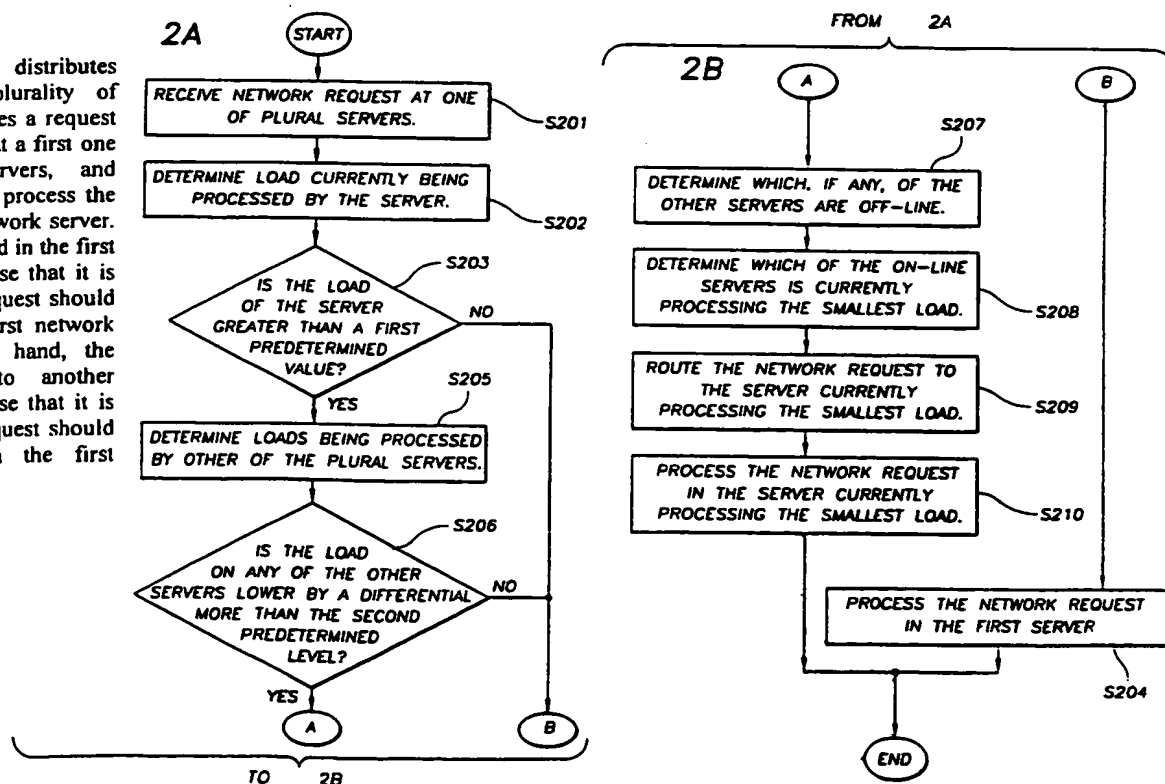 distributes
plurality of
es a request
at a first one
rvers, and
process the
work server.
d in the first
se that it is
quest should
rst network
hand, the
to another
se that it is
quest should
n the first
2A
START
RECEIVE NETWORK REQUEST AT ONE
OF PLURAL SERVERS.
S201
DETERMINE LOAD CURRENTLY BEING
PROCESSED BY THE SERVER.
S202
S203
IS THE LOAD
OF THE SERVER
GREATER THAN A FIRST
PREDETERMINED
VALUE?
NO
YES
S205
DETERMINE LOADS BEING PROCESSED
BY OTHER OF THE PLURAL SERVERS.
S206
IS THE LOAD
ON ANY OF THE OTHER
SERVERS LOWER BY A DIFFERENTIAL
MORE THAN THE SECOND
PREDETERMINED
LEVEL?
NO
YES
A
B
TO 2B
FROM 2A
2B
A
B
S207
DETERMINE WHICH, IF ANY, OF THE
OTHER SERVERS ARE OFF-LINE.
DETERMINE WHICH OF THE ON-LINE
SERVERS IS CURRENTLY
PROCESSING THE SMALLEST LOAD.
S208
ROUTE THE NETWORK REQUEST TO
THE SERVER CURRENTLY
PROCESSING THE SMALLEST LOAD.
S209
PROCESS THE NETWORK REQUEST
IN THE SERVER CURRENTLY
PROCESSING THE SMALLEST LOAD.
S210
PROCESS THE NETWORK REQUEST
IN THE FIRST SERVER
S204
END